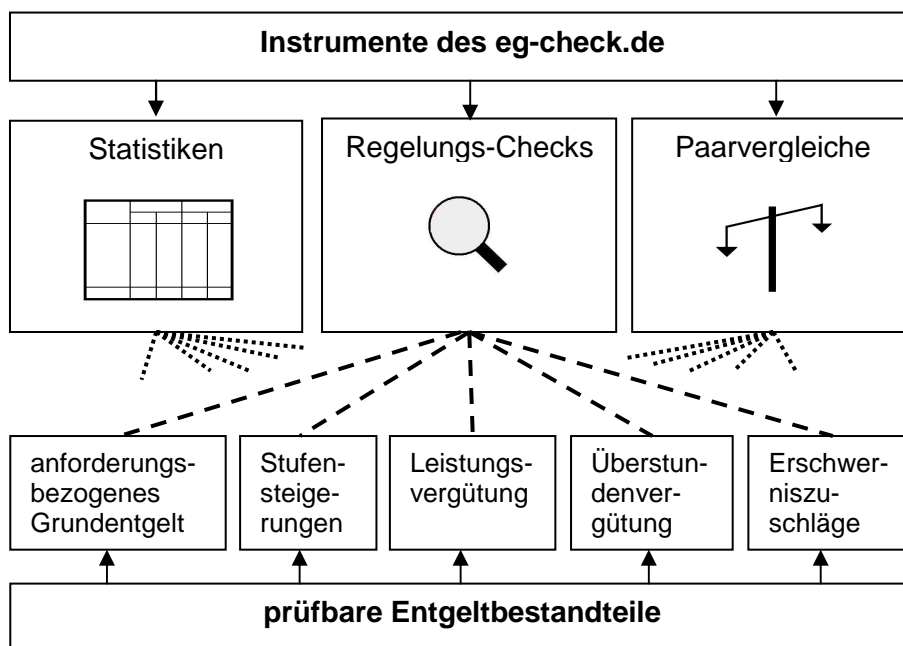 Instrumente des eg-check.de
Statistiken
Regelungs-Checks
Paarvergleiche
anforderungs-
bezogenes
Grundentgelt
Stufen-
steige-
rungen
Leistungs-
vergütung
Überstun-
denver-
gütung
Erschwer-
niszu-
schläge
prüfbare Entgeltbestandteile